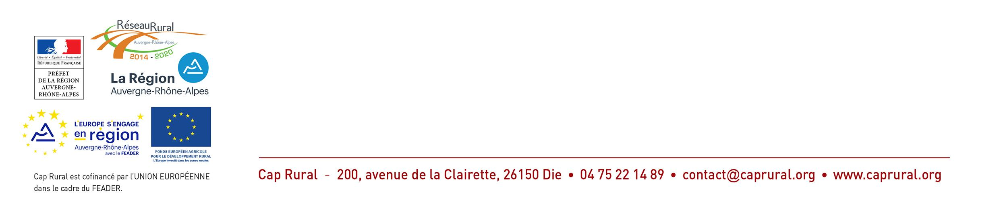 RéseauRural
Auvergne-Rhône-Alpes
2014 - 2020
Liberté • Égalité • Fraternité
RÉPUBLIQUE FRANÇAISE
PRÉFET
DE LA RÉGION
AUVERGNE-
RHÔNE-ALPES
La Région
Auvergne-Rhône-Alpes
L'EUROPE S'ENGAGE
en région
Auvergne-Rhône-Alpes
avec le FEADER
FONDS EUROPÉEN AGRICOLE
POUR LE DÉVELOPPEMENT RURAL
L'Europe investit dans les zones rurales
Cap Rural est cofinancé par l'UNION EUROPÉENNE
dans le cadre du FEADER.
Cap Rural - 200, avenue de la Clairette, 26150 Die • 04 75 22 14 89 • contact@caprural.org • www.caprural.org